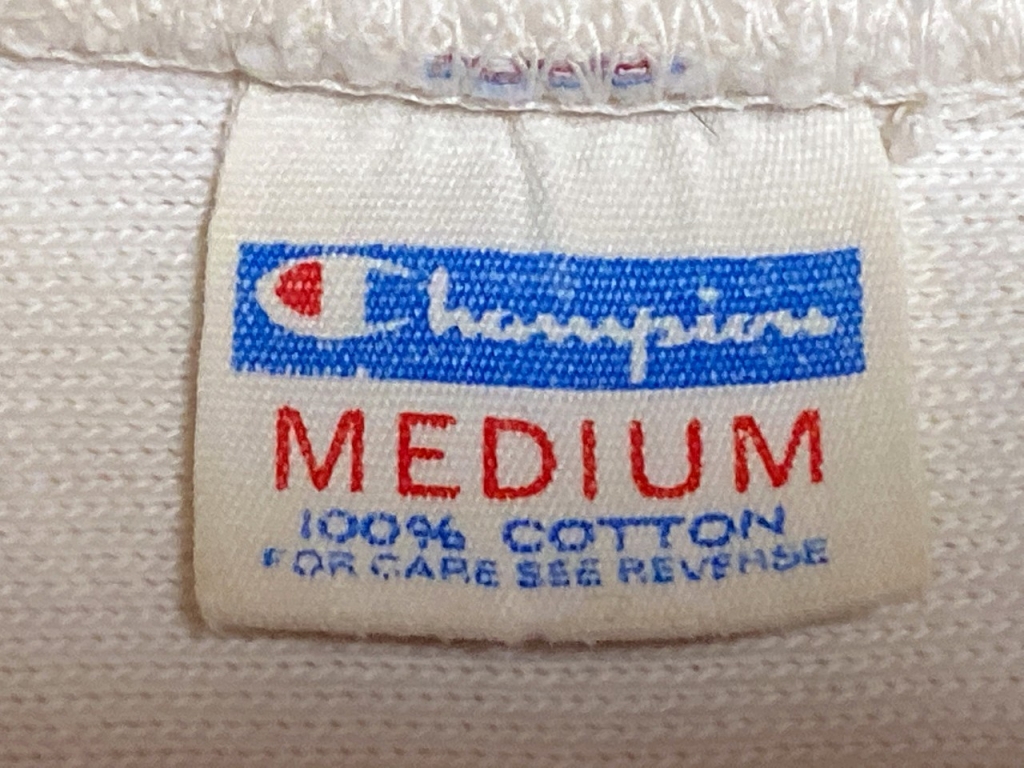 Champion
MEDIUM
100% COTTON
FOR CARE SEE REVERSE